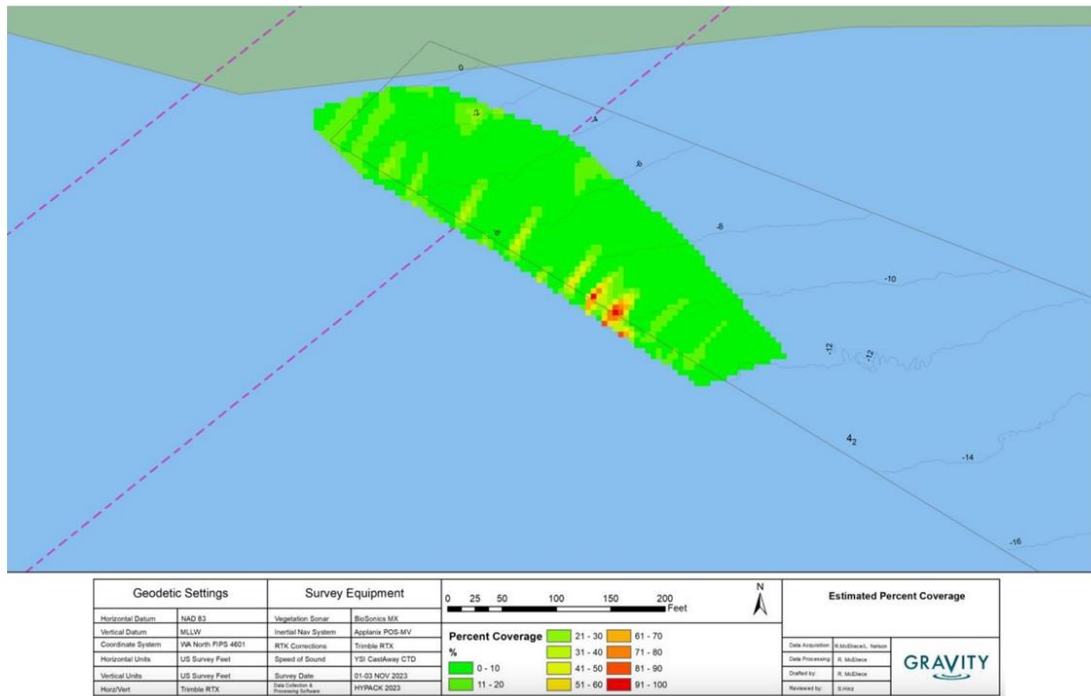 0
-2
-4
-6
-8
-8
-10
-12
-12
4₂
-14
-16
Geodetic Settings
Horizontal Datum NAD 83
Vertical Datum MLLW
Coordinate System WA North FIPS 4601
Horizontal Units US Survey Feet
Vertical Units US Survey Feet
Horz/Vert Trimble RTX
Survey Equipment
Vegetation Sonar BioSonics MX
Inertial Nav System Applanix POS-MV
RTK Corrections Trimble RTX
Speed of Sound YSI CastAway CTD
Survey Date 01-03 NOV 2023
Data Collection & Processing Software HYPACK 2023
0 25 50 100 150 200
Feet
N
Percent Coverage
%
0 - 10
11 - 20
21 - 30
31 - 40
41 - 50
51 - 60
61 - 70
71 - 80
81 - 90
91 - 100
Estimated Percent Coverage
Data Acquisition: Nelson
Data Processing: R. McEliece
Drafted by: R. McEliece
Reviewed by: S.Hinz
GRAVITY